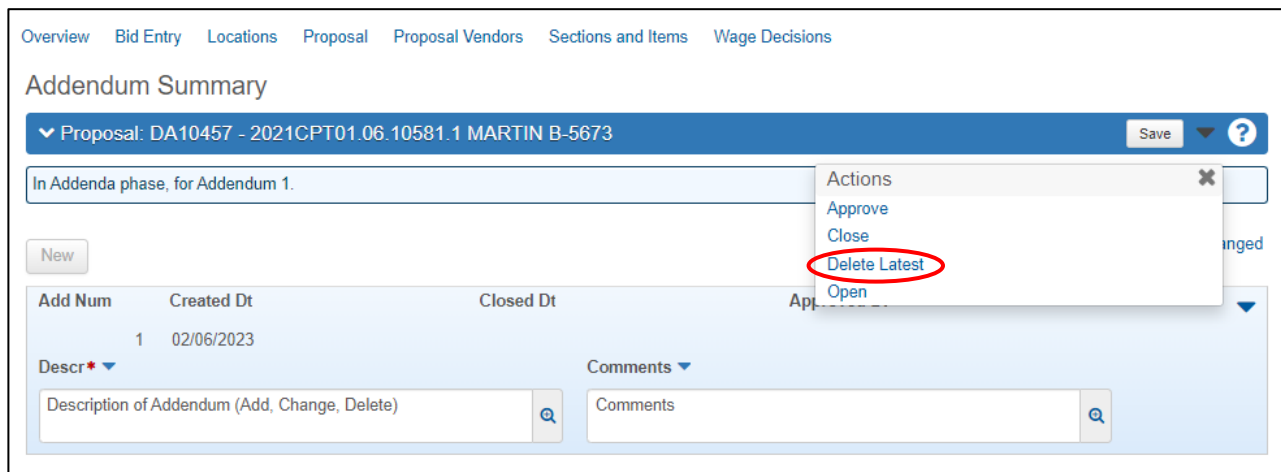 Overview Bid Entry Locations Proposal Proposal Vendors Sections and Items Wage Decisions
Addendum Summary
Proposal: DA10457 - 2021CPT01.06.10581.1 MARTIN B-5673 Save ?
In Addenda phase, for Addendum 1.
Actions
Approve
Close
Delete Latest
Open
New anged
Add Num Created Dt Closed Dt
1 02/06/2023
Descr* Comments
Description of Addendum (Add, Change, Delete) Comments